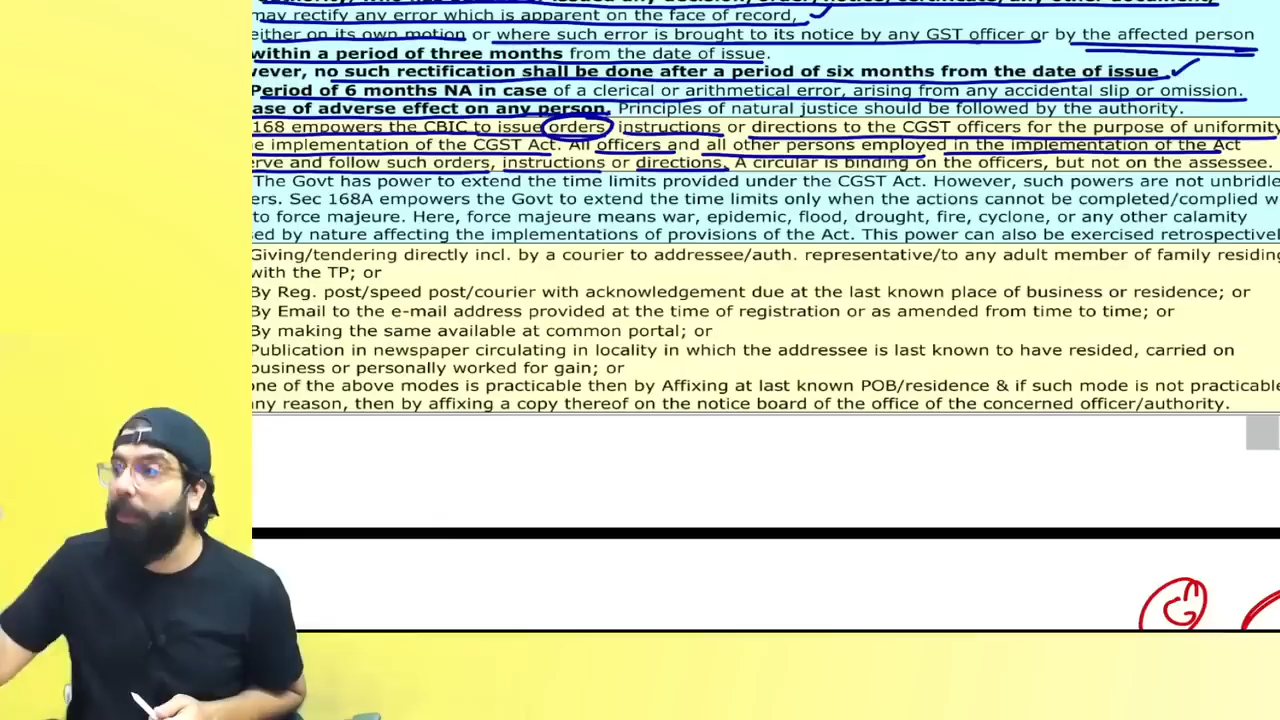 may rectify any error which is apparent on the face of record,
either on its own motion or where such error is brought to its notice by any GST officer or by the affected person
within a period of three months from the date of issue.
vever, no such rectification shall be done after a period of six months from the date of issue
Period of 6 months NA in case of a clerical or arithmetical error, arising from any accidental slip or omission.
ase of adverse effect on any person. Principles of natural justice should be followed by the authority.
168 empowers the CBIC to issue orders, instructions or directions to the CGST officers for the purpose of uniformity
e implementation of the CGST Act. All officers and all other persons employed in the implementation of the Act
erve and follow such orders, instructions or directions. A circular is binding on the officers, but not on the assessee.
The Govt has power to extend the time limits provided under the CGST Act. However, such powers are not unbridle
ers. Sec 168A empowers the Govt to extend the time limits only when the actions cannot be completed/complied w
to force majeure. Here, force majeure means war, epidemic, flood, drought, fire, cyclone, or any other calamity
sed by nature affecting the implementations of provisions of the Act. This power can also be exercised retrospectivel
Giving/tendering directly incl. by a courier to addressee/auth. representative/to any adult member of family residing
with the TP; or
By Reg. post/speed post/courier with acknowledgement due at the last known place of business or residence; or
By Email to the e-mail address provided at the time of registration or as amended from time to time; or
By making the same available at common portal; or
Publication in newspaper circulating in locality in which the addressee is last known to have resided, carried on
business or personally worked for gain; or
one of the above modes is practicable then by Affixing at last known POB/residence & if such mode is not practicable
any reason, then by affixing a copy thereof on the notice board of the office of the concerned officer/authority.